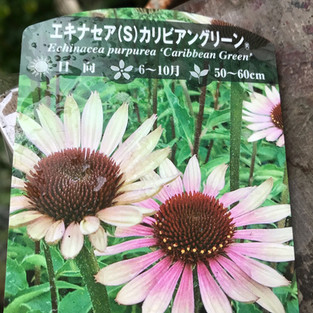 エキナセア(S)カリビアングリーン®
'Echinacea purpurea 'Caribbean Green'
日向 6～10月 50～60cm